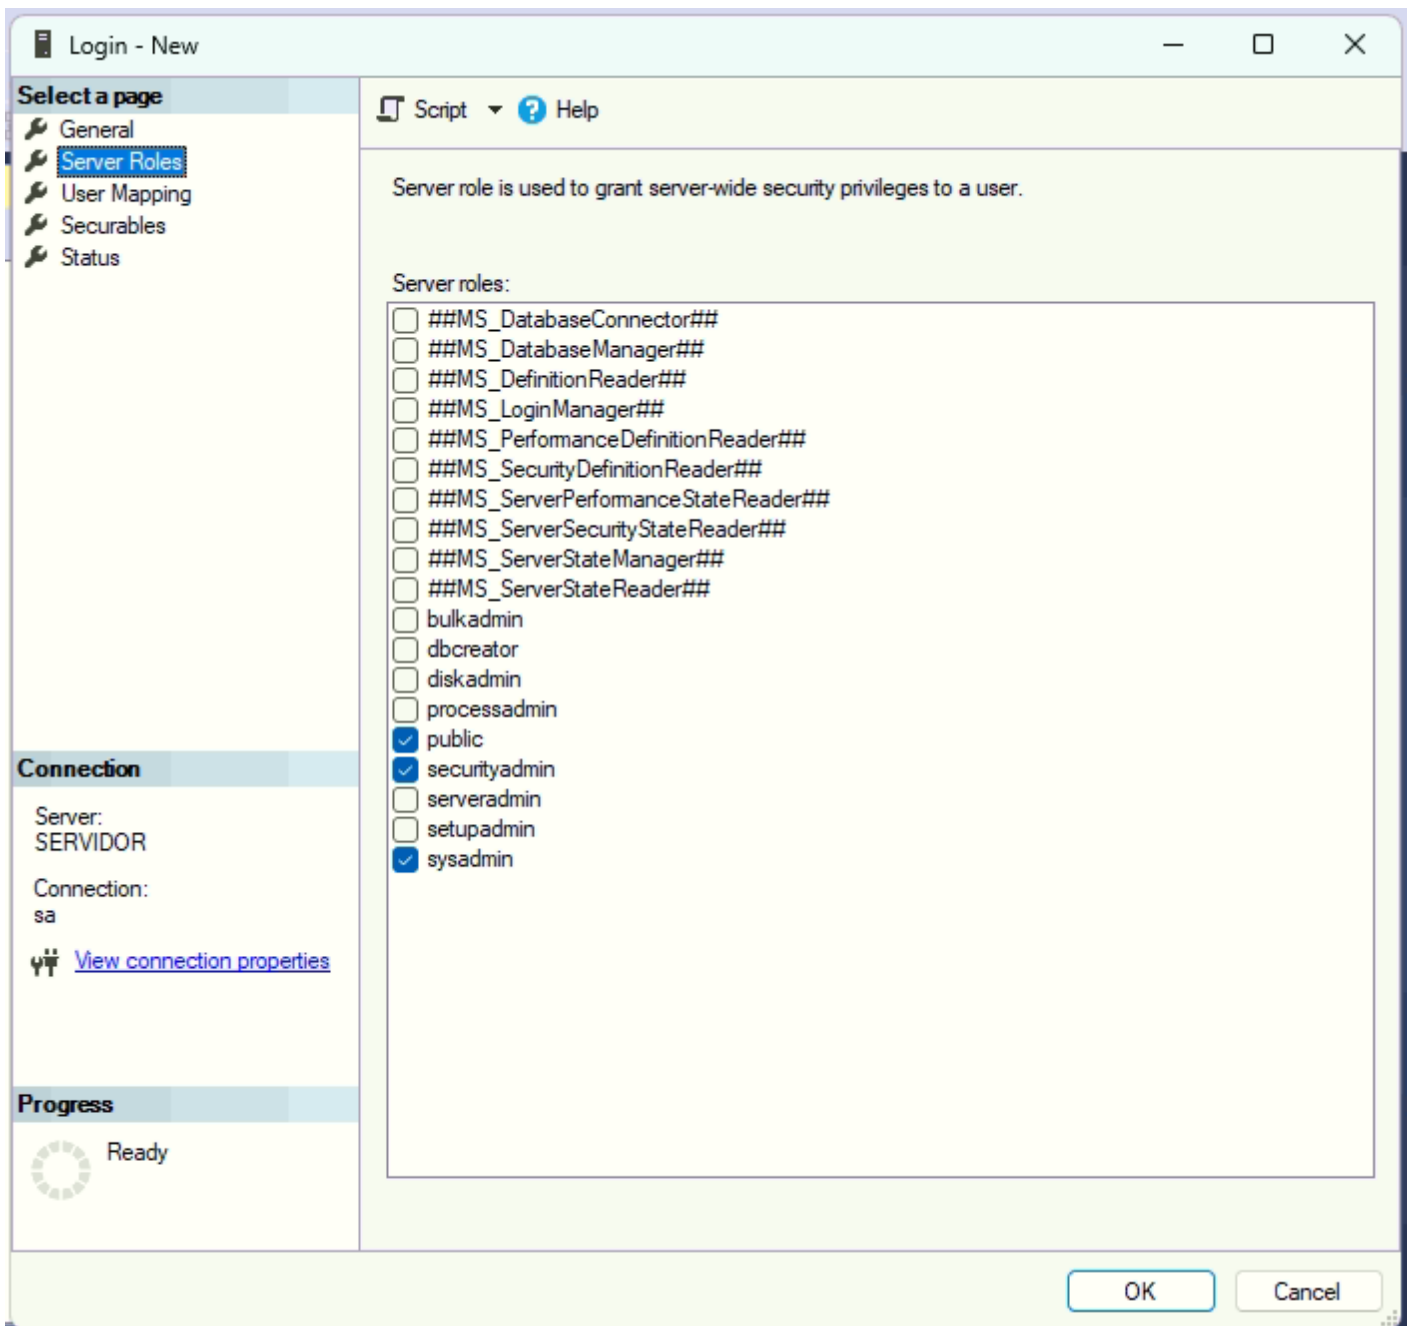 Login - New
Select a page
General
Server Roles
User Mapping
Securables
Status
Script
Help
Server role is used to grant server-wide security privileges to a user.
Server roles:
##MS_DatabaseConnector##
##MS_DatabaseManager##
##MS_DefinitionReader##
##MS_LoginManager##
##MS_PerformanceDefinitionReader##
##MS_SecurityDefinitionReader##
##MS_ServerPerformanceStateReader##
##MS_ServerSecurityStateReader##
##MS_ServerStateManager##
##MS_ServerStateReader##
bulkadmin
dbcreator
diskadmin
processadmin
public
securityadmin
serveradmin
setupadmin
sysadmin
Connection
Server:
SERVIDOR
Connection:
sa
View connection properties
Progress
Ready
OK
Cancel